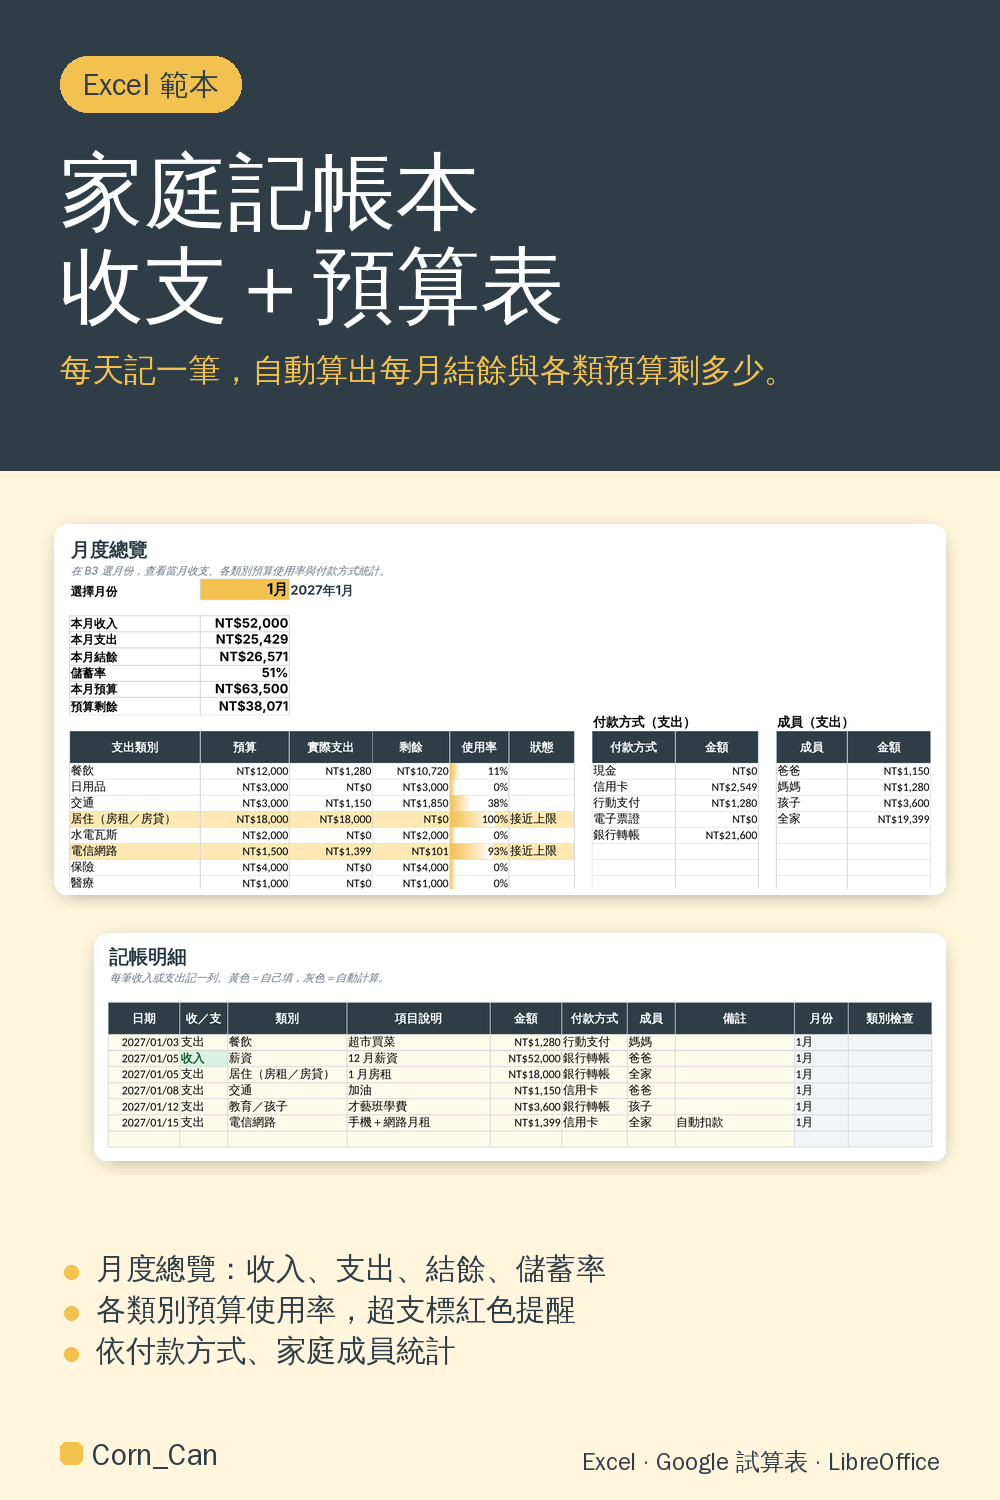 Excel 範本
家庭記帳本
收支＋預算表
每天記一筆，自動算出每月結餘與各類預算剩多少。
月度總覽
在 B3 選月份，查看當月收支、各類別預算使用率與付款方式統計。
選擇月份 1月 2027年1月
本月收入 NT$52,000
本月支出 NT$25,429
本月結餘 NT$26,571
儲蓄率 51%
本月預算 NT$63,500
預算剩餘 NT$38,071
付款方式（支出） 成員（支出）
支出類別 預算 實際支出 剩餘 使用率 狀態 付款方式 金額 成員 金額
餐飲 NT$12,000 NT$1,280 NT$10,720 11% 現金 NT$0 爸爸 NT$1,150
日用品 NT$3,000 NT$0 NT$3,000 0% 信用卡 NT$2,549 媽媽 NT$1,280
交通 NT$3,000 NT$1,150 NT$1,850 38% 行動支付 NT$1,280 孩子 NT$3,600
居住（房租／房貸） NT$18,000 NT$18,000 NT$0 100% 接近上限 電子票證 NT$0 全家 NT$19,399
水電瓦斯 NT$2,000 NT$0 NT$2,000 0% 銀行轉帳 NT$21,600
電信網路 NT$1,500 NT$1,399 NT$101 93% 接近上限
保險 NT$4,000 NT$0 NT$4,000 0%
醫療 NT$1,000 NT$0 NT$1,000 0%
記帳明細
每筆收入或支出記一列。黃色＝自己填，灰色＝自動計算。
日期 收／支 類別 項目說明 金額 付款方式 成員 備註 月份 類別檢查
2027/01/03 支出 餐飲 超市買菜 NT$1,280 行動支付 媽媽 1月
2027/01/05 收入 薪資 12 月薪資 NT$52,000 銀行轉帳 爸爸 1月
2027/01/05 支出 居住（房租／房貸） 1 月房租 NT$18,000 銀行轉帳 全家 1月
2027/01/08 支出 交通 加油 NT$1,150 信用卡 爸爸 1月
2027/01/12 支出 教育／孩子 才藝班學費 NT$3,600 銀行轉帳 孩子 1月
2027/01/15 支出 電信網路 手機＋網路月租 NT$1,399 信用卡 全家 自動扣款 1月
月度總覽：收入、支出、結餘、儲蓄率
各類別預算使用率，超支標紅色提醒
依付款方式、家庭成員統計
Corn_Can
Excel · Google 試算表 · LibreOffice